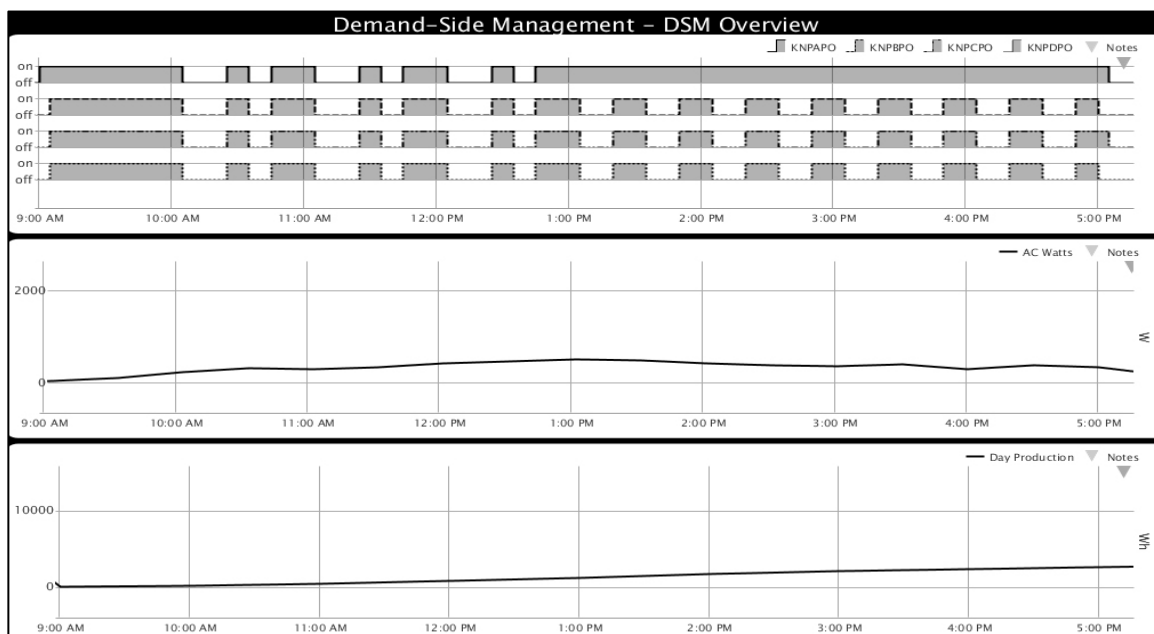 Demand-Side Management - DSM Overview
KNPAPO KNPBPO KNPCPO KNPDPO Notes
on
off
on
off
on
off
on
off
9:00 AM 10:00 AM 11:00 AM 12:00 PM 1:00 PM 2:00 PM 3:00 PM 4:00 PM 5:00 PM
AC Watts Notes
2000
W
0
9:00 AM 10:00 AM 11:00 AM 12:00 PM 1:00 PM 2:00 PM 3:00 PM 4:00 PM 5:00 PM
Day Production Notes
10000
Wh
0
9:00 AM 10:00 AM 11:00 AM 12:00 PM 1:00 PM 2:00 PM 3:00 PM 4:00 PM 5:00 PM